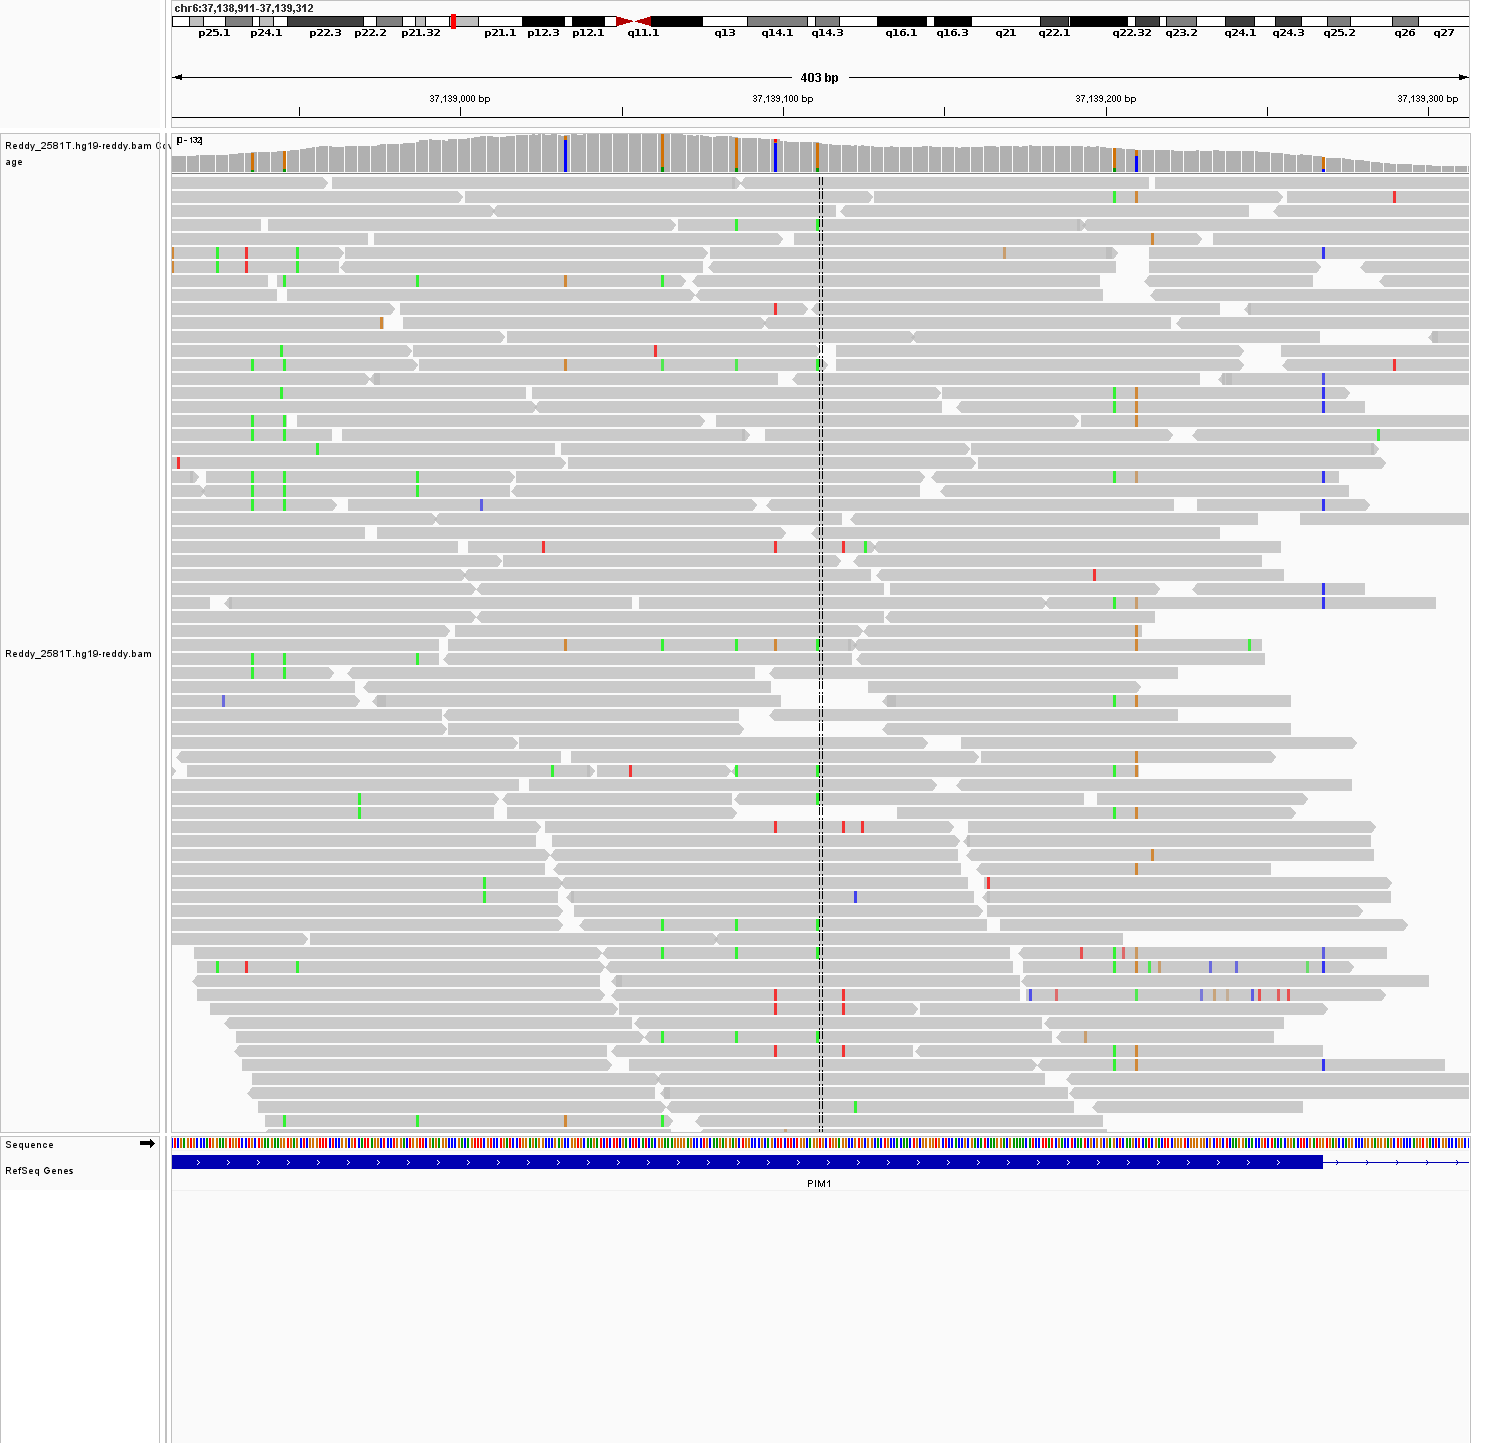 chr6:37,138,911-37,139,312
p25.1 p24.1 p22.3 p22.2 p21.32 p21.1 p12.3 p12.1 q11.1 q13 q14.1 q14.3 q16.1 q16.3 q21 q22.1 q22.32 q23.2 q24.1 q24.3 q25.2 q26 q27
403 bp
37,139,000 bp 37,139,100 bp 37,139,200 bp 37,139,300 bp
[0 - 132]
Reddy_2581T.hg19-reddy.bam Cov
age
Reddy_2581T.hg19-reddy.bam
Sequence
RefSeq Genes
PIM1